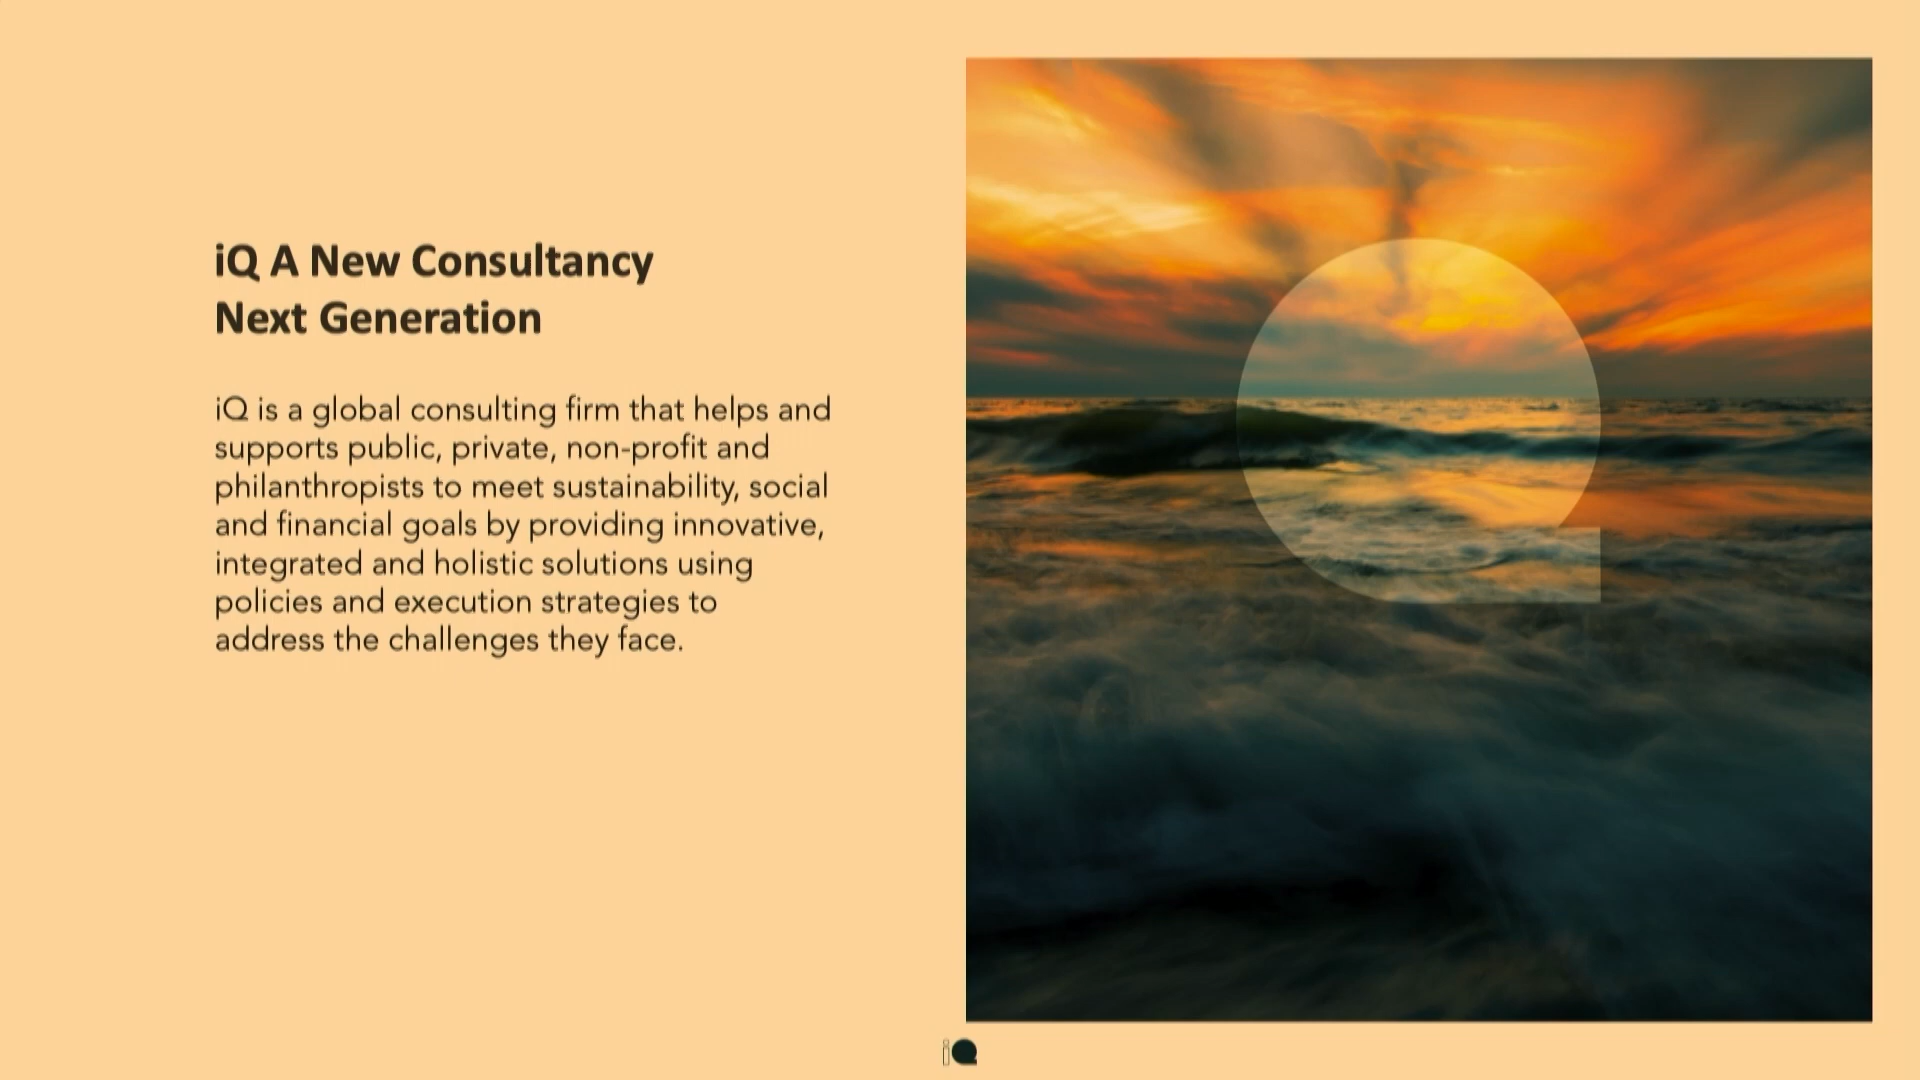 iQ A New Consultancy
Next Generation
iQ is a global consulting firm that helps and
supports public, private, non-profit and
philanthropists to meet sustainability, social
and financial goals by providing innovative,
integrated and holistic solutions using
policies and execution strategies to
address the challenges they face.
iQ